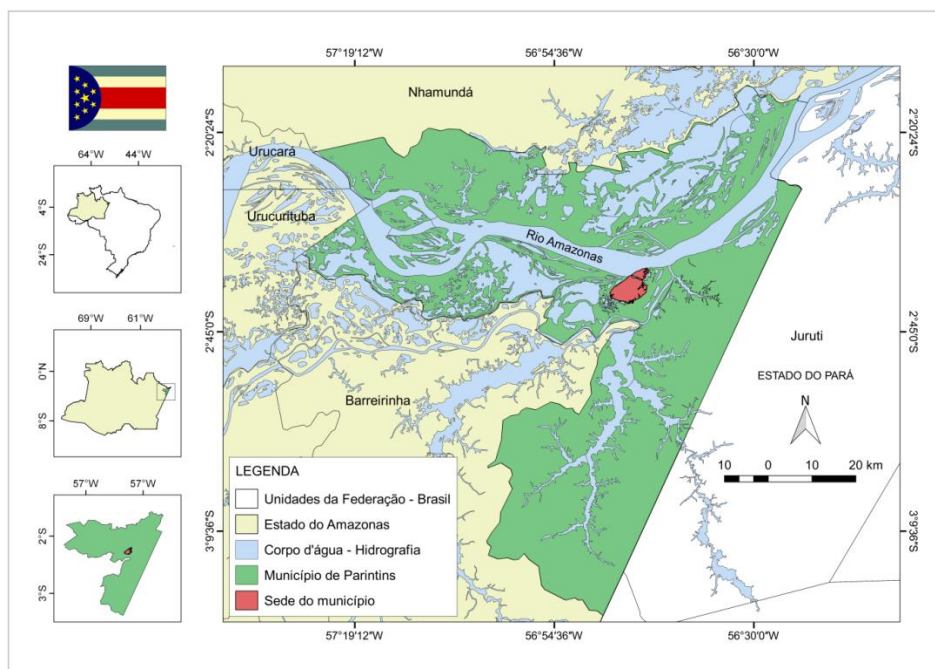 57°19'12"W
56°54'36"W
56°30'0"W
2°20'24"S
2°45'0"S
3°9'36"S
Nhamundá
Urucará
Urucurituba
Rio Amazonas
Barreirinha
Juruti
ESTADO DO PARÁ
N
10 0 10 20 km
2°20'24"S
2°45'0"S
3°9'36"S
57°19'12"W
56°54'36"W
56°30'0"W
64°W 44°W
4°S
24°S
69°W 61°W
0°N
8°S
57°W 57°W
2°S
3°S
LEGENDA
Unidades da Federação - Brasil
Estado do Amazonas
Corpo d'água - Hidrografia
Município de Parintins
Sede do município